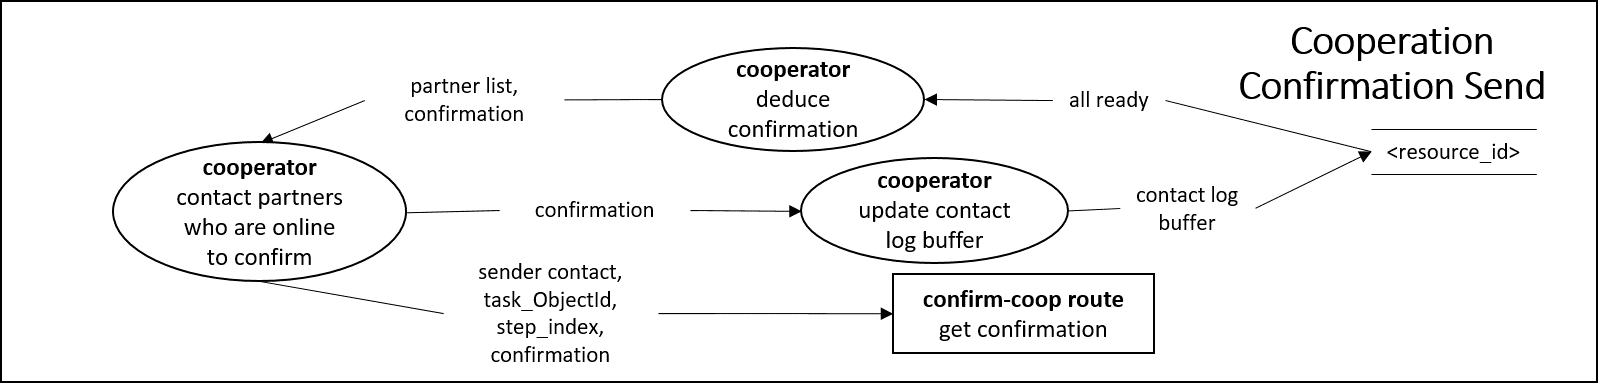 Cooperation
Confirmation Send
cooperator
deduce
confirmation
partner list,
confirmation
all ready
<resource_id>
cooperator
contact partners
who are online
to confirm
confirmation
cooperator
update contact
log buffer
contact log
buffer
sender contact,
task_ObjectId,
step_index,
confirmation
confirm-coop route
get confirmation